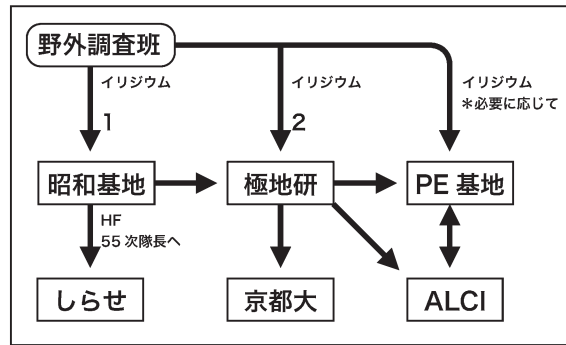 野外調査班
イリジウム
イリジウム
イリジウム
＊必要に応じて
1
2
昭和基地
極地研
PE 基地
HF
55 次隊長へ
しらせ
京都大
ALCI